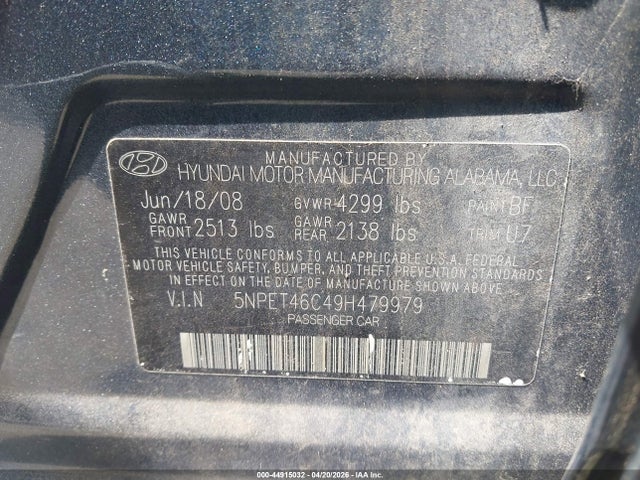 MANUFACTURED BY
HYUNDAI MOTOR MANUFACTURING ALABAMA, LLC
Jun/18/08 GVWR 4299 lbs PAINT BF
GAWR FRONT 2513 lbs GAWR REAR 2138 lbs TRIM U7
THIS VEHICLE CONFORMS TO ALL APPLICABLE U.S.A. FEDERAL
MOTOR VEHICLE SAFETY, BUMPER, AND THEFT PREVENTION STANDARDS
IN EFFECT ON THE DATE OF MANUFACTURE SHOWN ABOVE.
V.I.N 5NPET46C49H479979
PASSENGER CAR
000-44915032 - 04/20/2026 - IAAI.COM